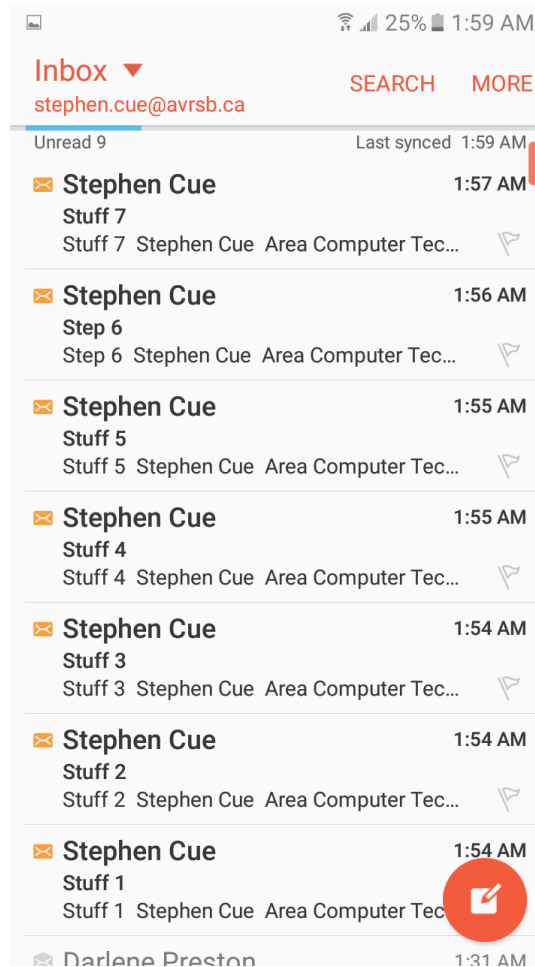 25% 1:59 AM
Inbox
SEARCH MORE
stephen.cue@avrsb.ca
Unread 9 Last synced 1:59 AM
Stephen Cue 1:57 AM
Stuff 7
Stuff 7 Stephen Cue Area Computer Tec...
Stephen Cue 1:56 AM
Step 6
Step 6 Stephen Cue Area Computer Tec...
Stephen Cue 1:55 AM
Stuff 5
Stuff 5 Stephen Cue Area Computer Tec...
Stephen Cue 1:55 AM
Stuff 4
Stuff 4 Stephen Cue Area Computer Tec...
Stephen Cue 1:54 AM
Stuff 3
Stuff 3 Stephen Cue Area Computer Tec...
Stephen Cue 1:54 AM
Stuff 2
Stuff 2 Stephen Cue Area Computer Tec...
Stephen Cue 1:54 AM
Stuff 1
Stuff 1 Stephen Cue Area Computer Tec
Darlene Preston 1:31 AM